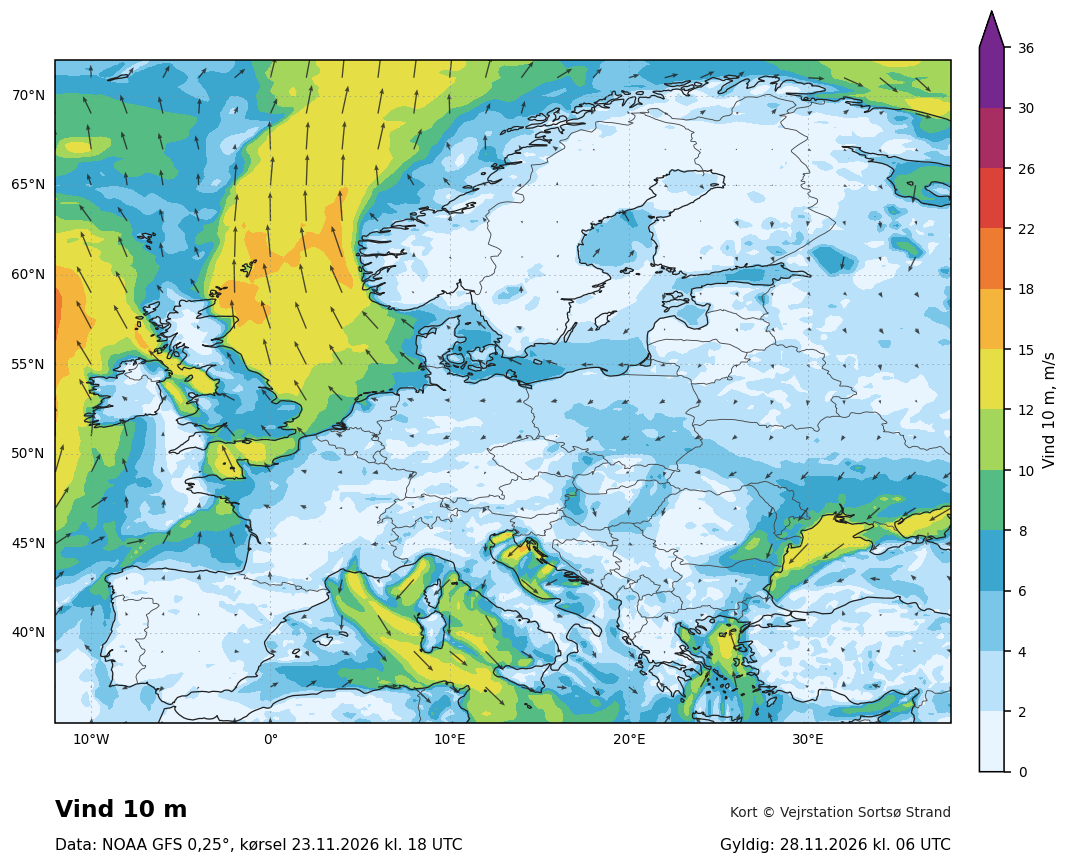 36
30
26
22
18
15
12
10
8
6
4
2
0
Vind 10 m, m/s
70°N
65°N
60°N
55°N
50°N
45°N
40°N
10°W
0°
10°E
20°E
30°E
Vind 10 m
Kort © Vejrstation Sortsø Strand
Data: NOAA GFS 0,25°, kørsel 23.11.2026 kl. 18 UTC
Gyldig: 28.11.2026 kl. 06 UTC